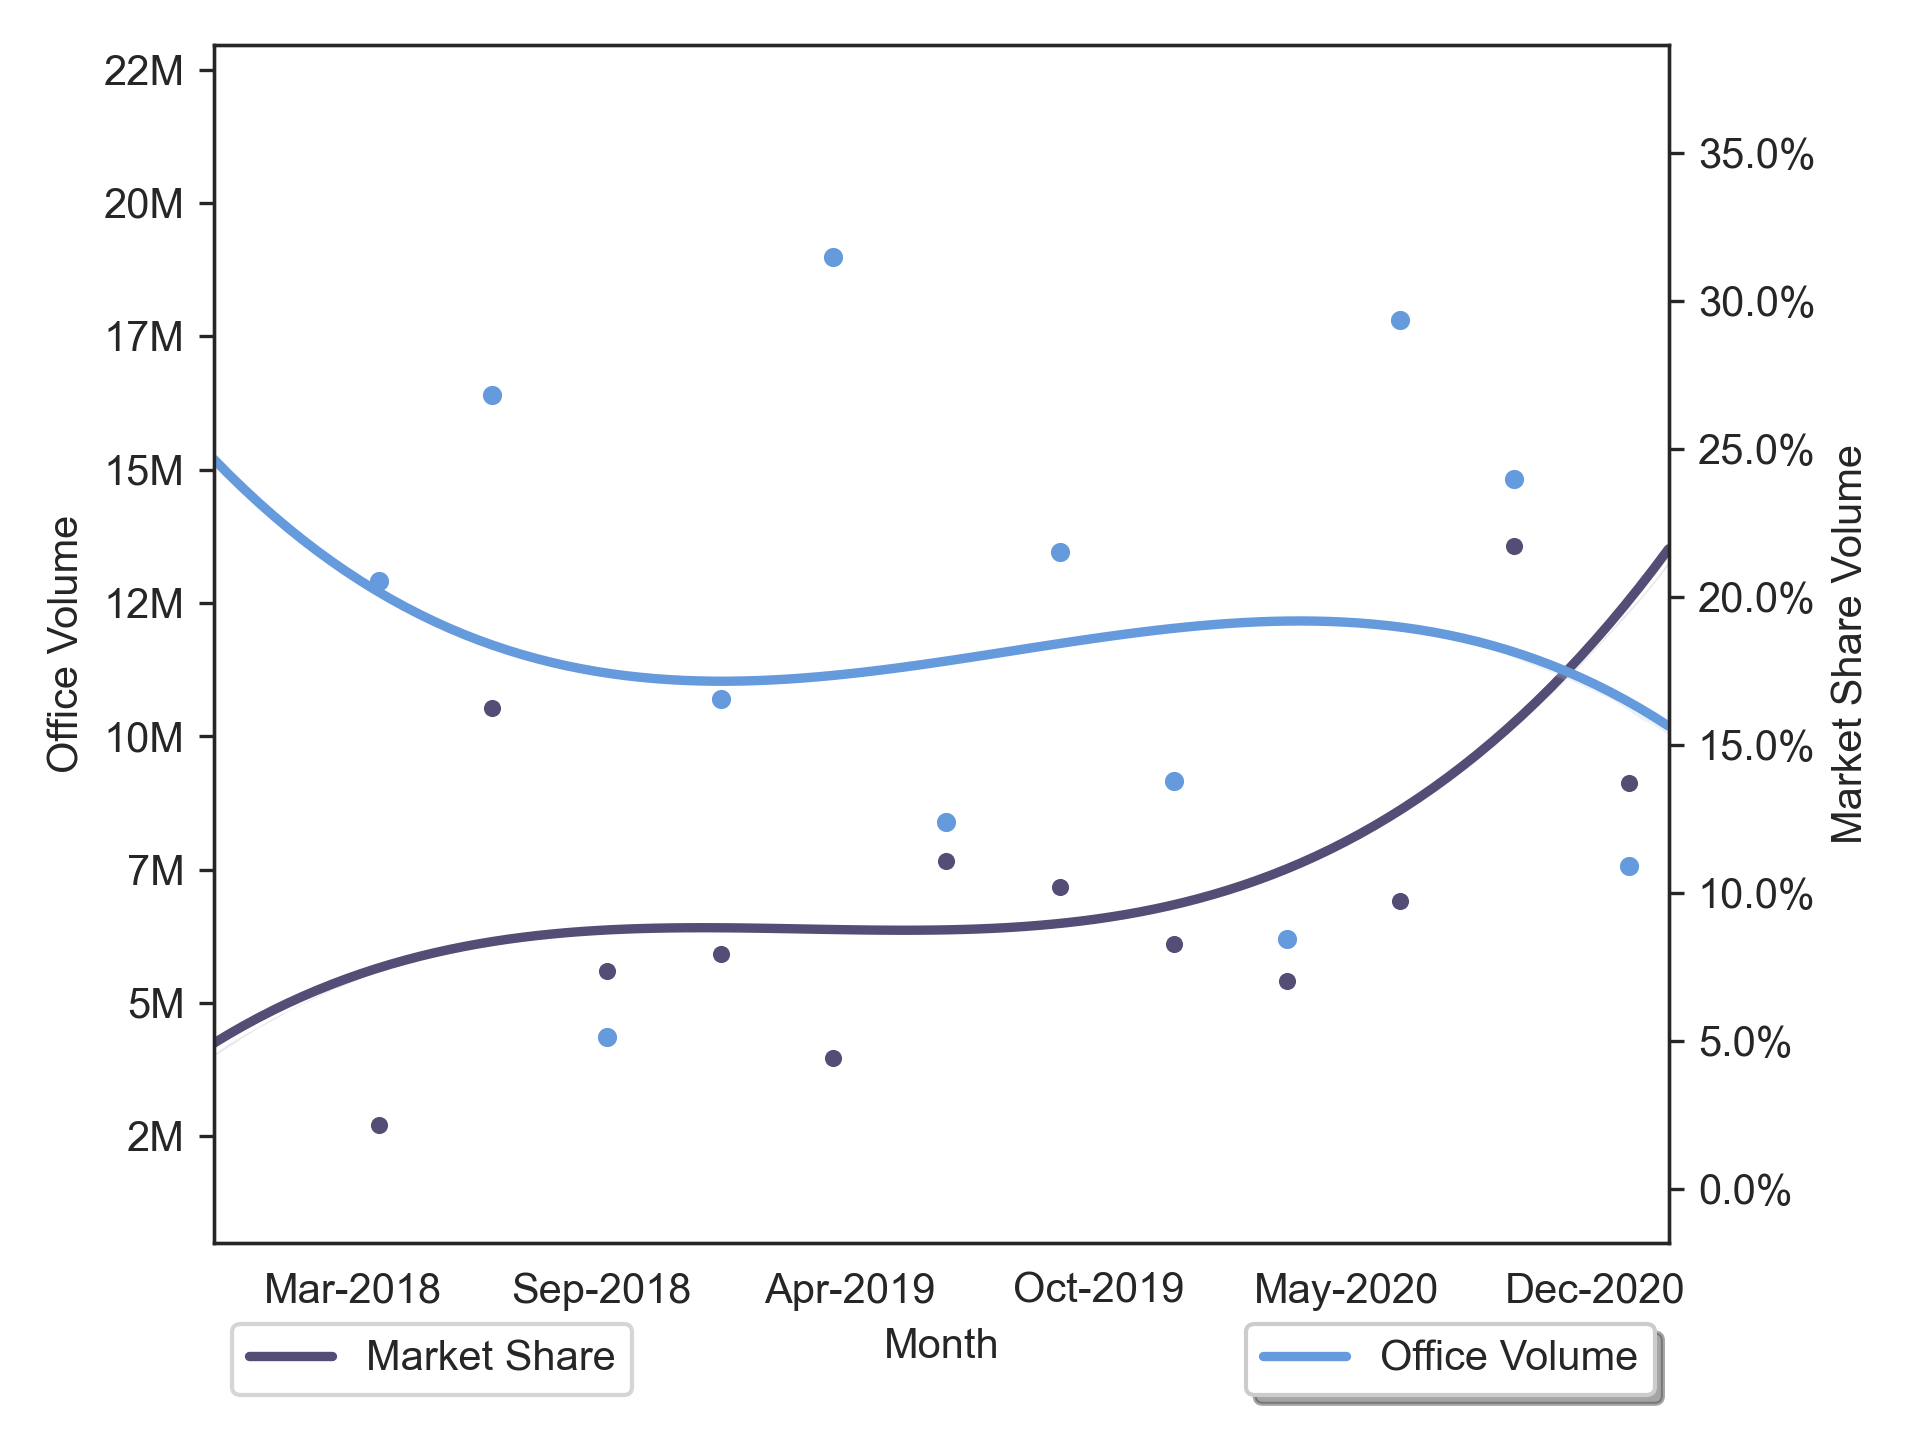 22M
20M
17M
15M
12M
10M
7M
5M
2M
Office Volume
35.0%
30.0%
25.0%
20.0%
15.0%
10.0%
5.0%
0.0%
Market Share Volume
Mar-2018
Sep-2018
Apr-2019
Oct-2019
May-2020
Dec-2020
Month
Market Share
Office Volume